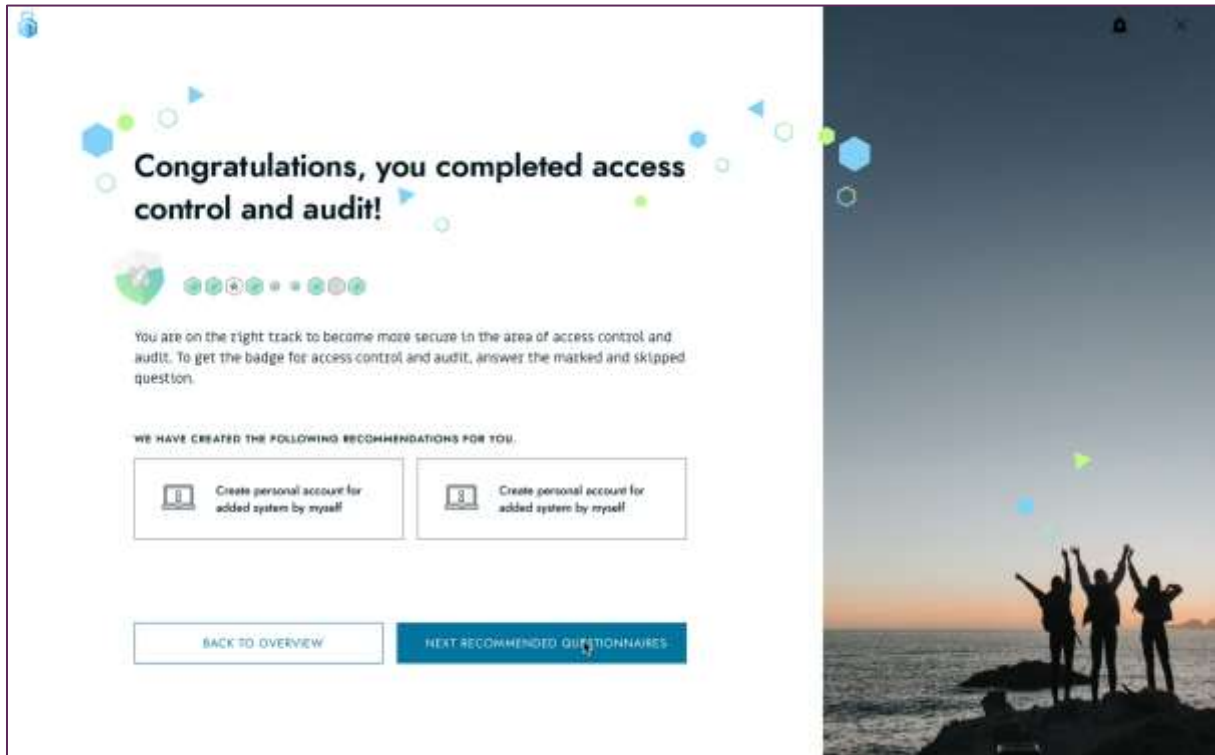 Congratulations, you completed access
control and audit!
You are on the right track to become more secure in the area of access control and
audit. To get the badge for access control and audit, answer the marked and skipped
question.
WE HAVE CREATED THE FOLLOWING RECOMMENDATIONS FOR YOU.
Create personal account for
added system by myself
Create personal account for
added system by myself
BACK TO OVERVIEW
NEXT RECOMMENDED QUESTIONNAIRES